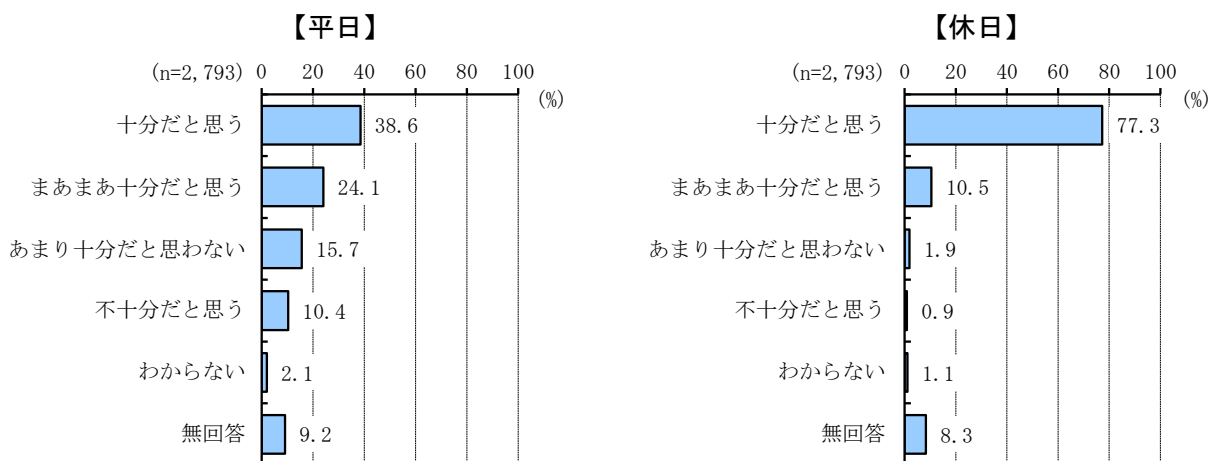 【平日】
(n=2,793) 0 20 40 60 80 100
(%)
十分だと思う 38.6
まあまあ十分だと思う 24.1
あまり十分だと思わない 15.7
不十分だと思う 10.4
わからない 2.1
無回答 9.2
【休日】
(n=2,793) 0 20 40 60 80 100
(%)
十分だと思う 77.3
まあまあ十分だと思う 10.5
あまり十分だと思わない 1.9
不十分だと思う 0.9
わからない 1.1
無回答 8.3